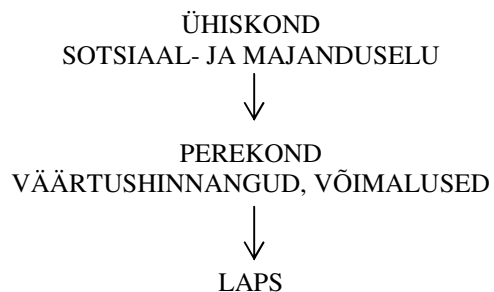 ÜHISKOND
SOTSIAAL- JA MAJANDUSELU
PEREKOND
VÄÄRTUSHINNANGUD, VÕIMALUSED
LAPS